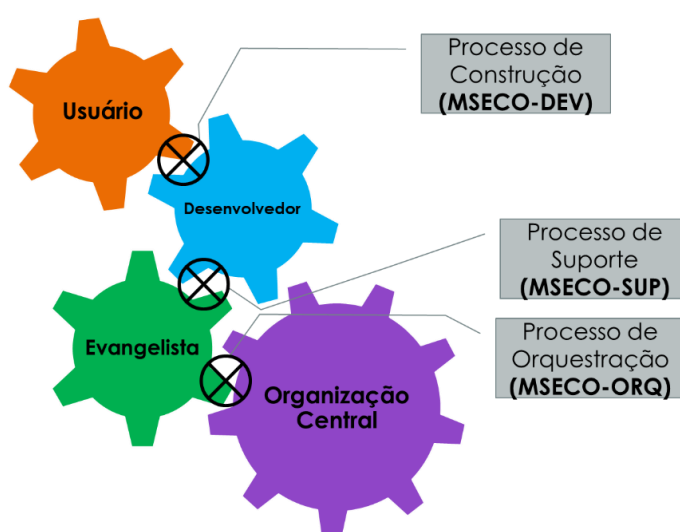 Usuário
Processo de
Construção
(MSECO-DEV)
Desenvolvedor
Processo de
Suporte
(MSECO-SUP)
Evangelista
Processo de
Orquestração
(MSECO-ORQ)
Organização
Central